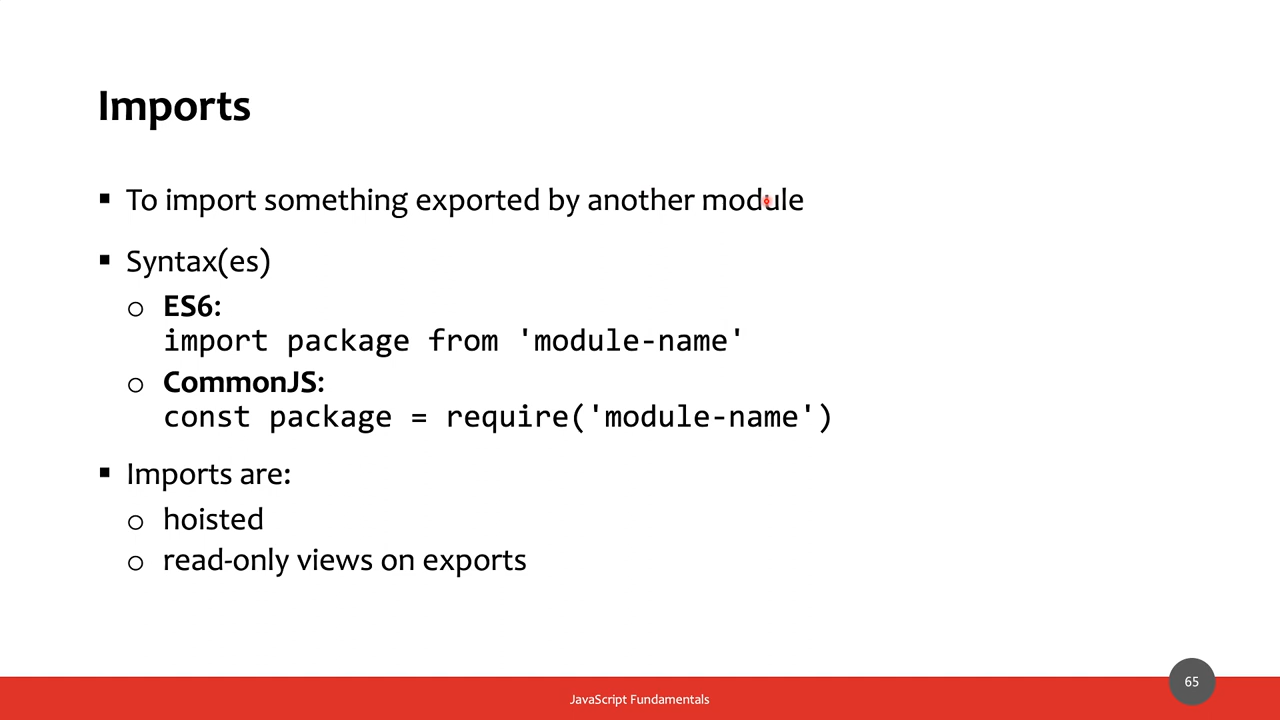 Imports
▪ To import something exported by another module
▪ Syntax(es)
o ES6:
import package from 'module-name'
o CommonJS:
const package = require('module-name')
▪ Imports are:
o hoisted
o read-only views on exports
65
JavaScript Fundamentals